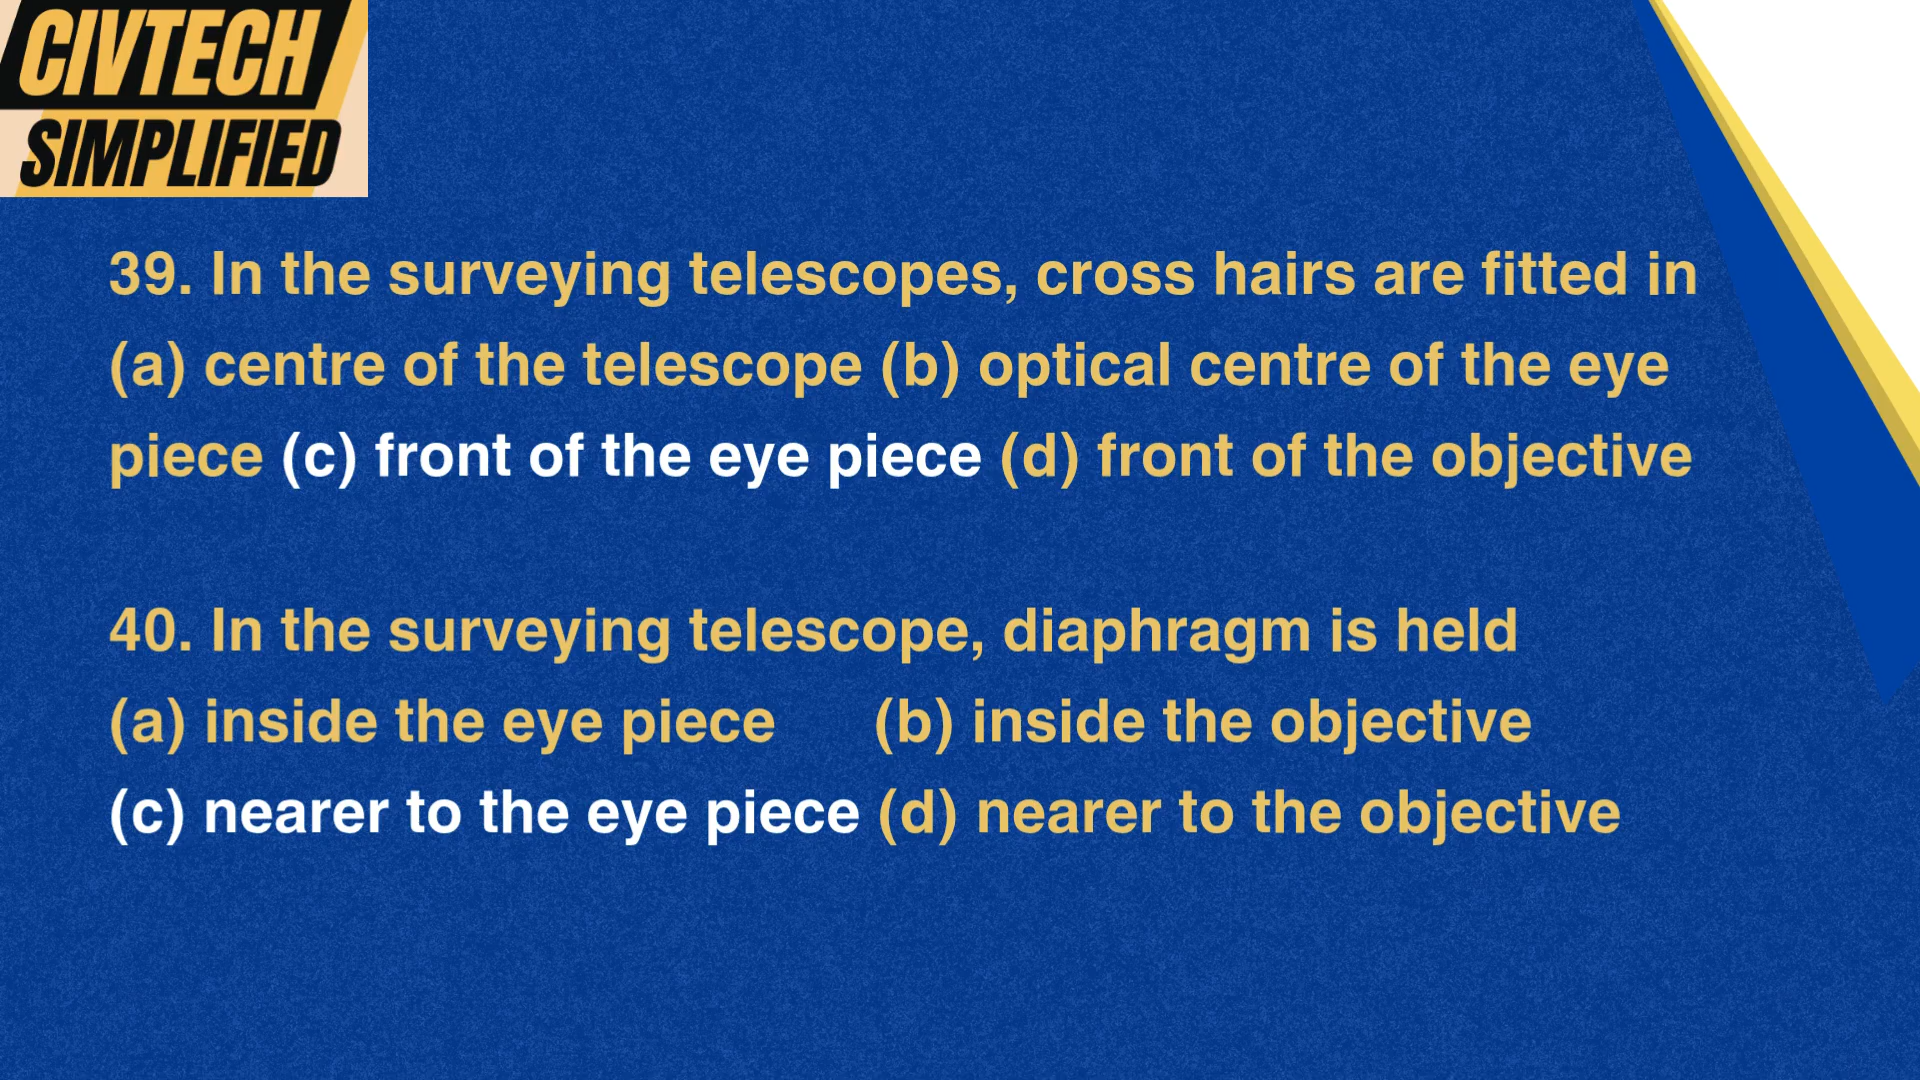 CIVTECH
SIMPLIFIED
39. In the surveying telescopes, cross hairs are fitted in
(a) centre of the telescope (b) optical centre of the eye
piece (c) front of the eye piece (d) front of the objective
40. In the surveying telescope, diaphragm is held
(a) inside the eye piece (b) inside the objective
(c) nearer to the eye piece (d) nearer to the objective